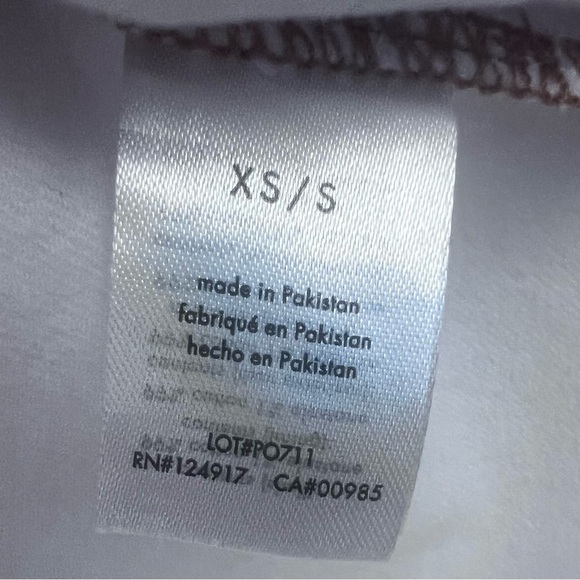 XS/S
made in Pakistan
fabriqué en Pakistan
hecho en Pakistan
LOT#PO711
RN#124917 CA#00985